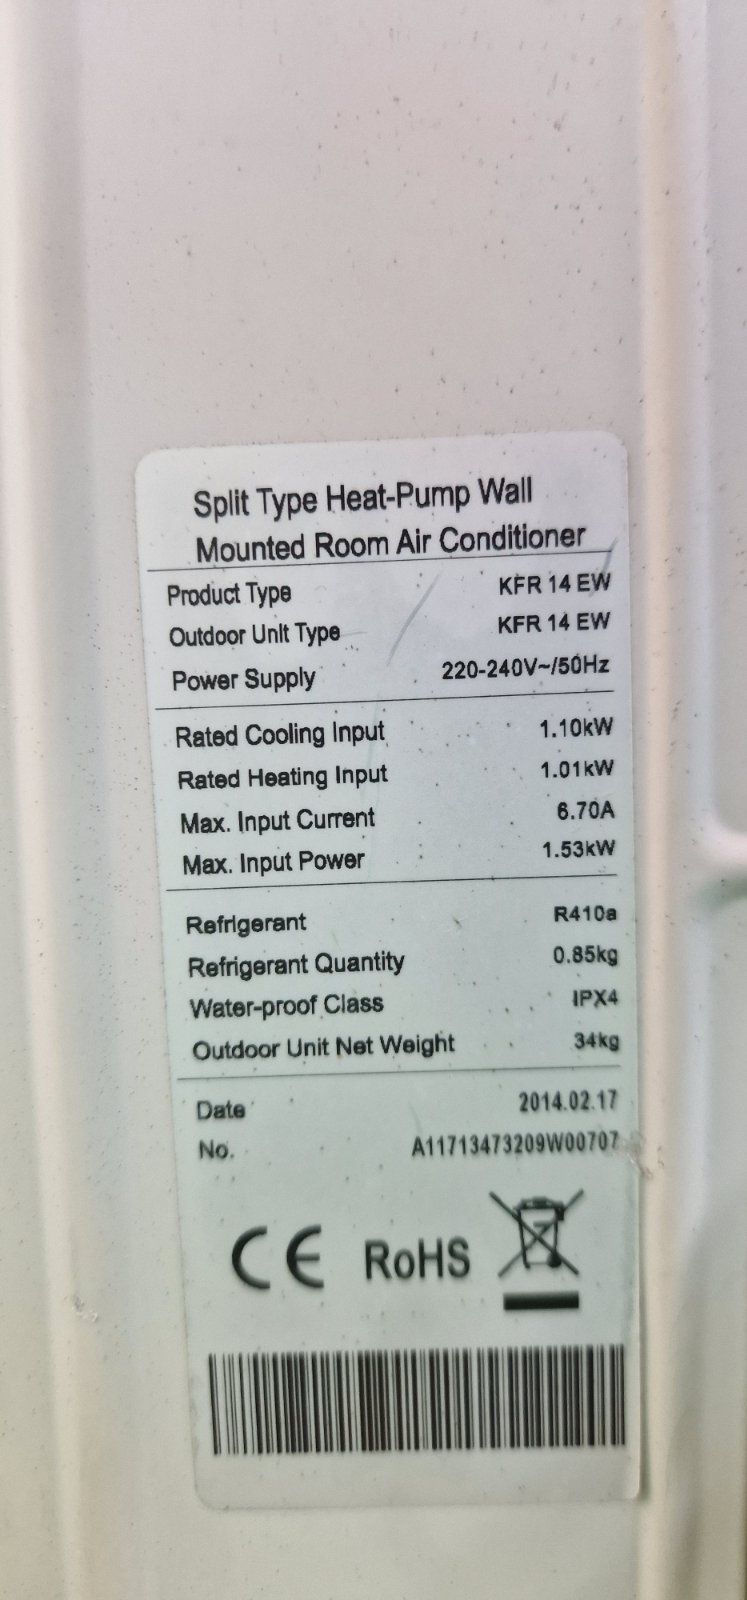 Split Type Heat-Pump Wall
Mounted Room Air Conditioner
Product Type KFR 14 EW
Outdoor Unit Type KFR 14 EW
Power Supply 220-240V~/50Hz
Rated Cooling Input 1.10kW
Rated Heating Input 1.01kW
Max. Input Current 6.70A
Max. Input Power 1.53kW
Refrigerant R410a
Refrigerant Quantity 0.85kg
Water-proof Class IPX4
Outdoor Unit Net Weight 34kg
Date 2014.02.17
No. A11713473209W00707
CE RoHS